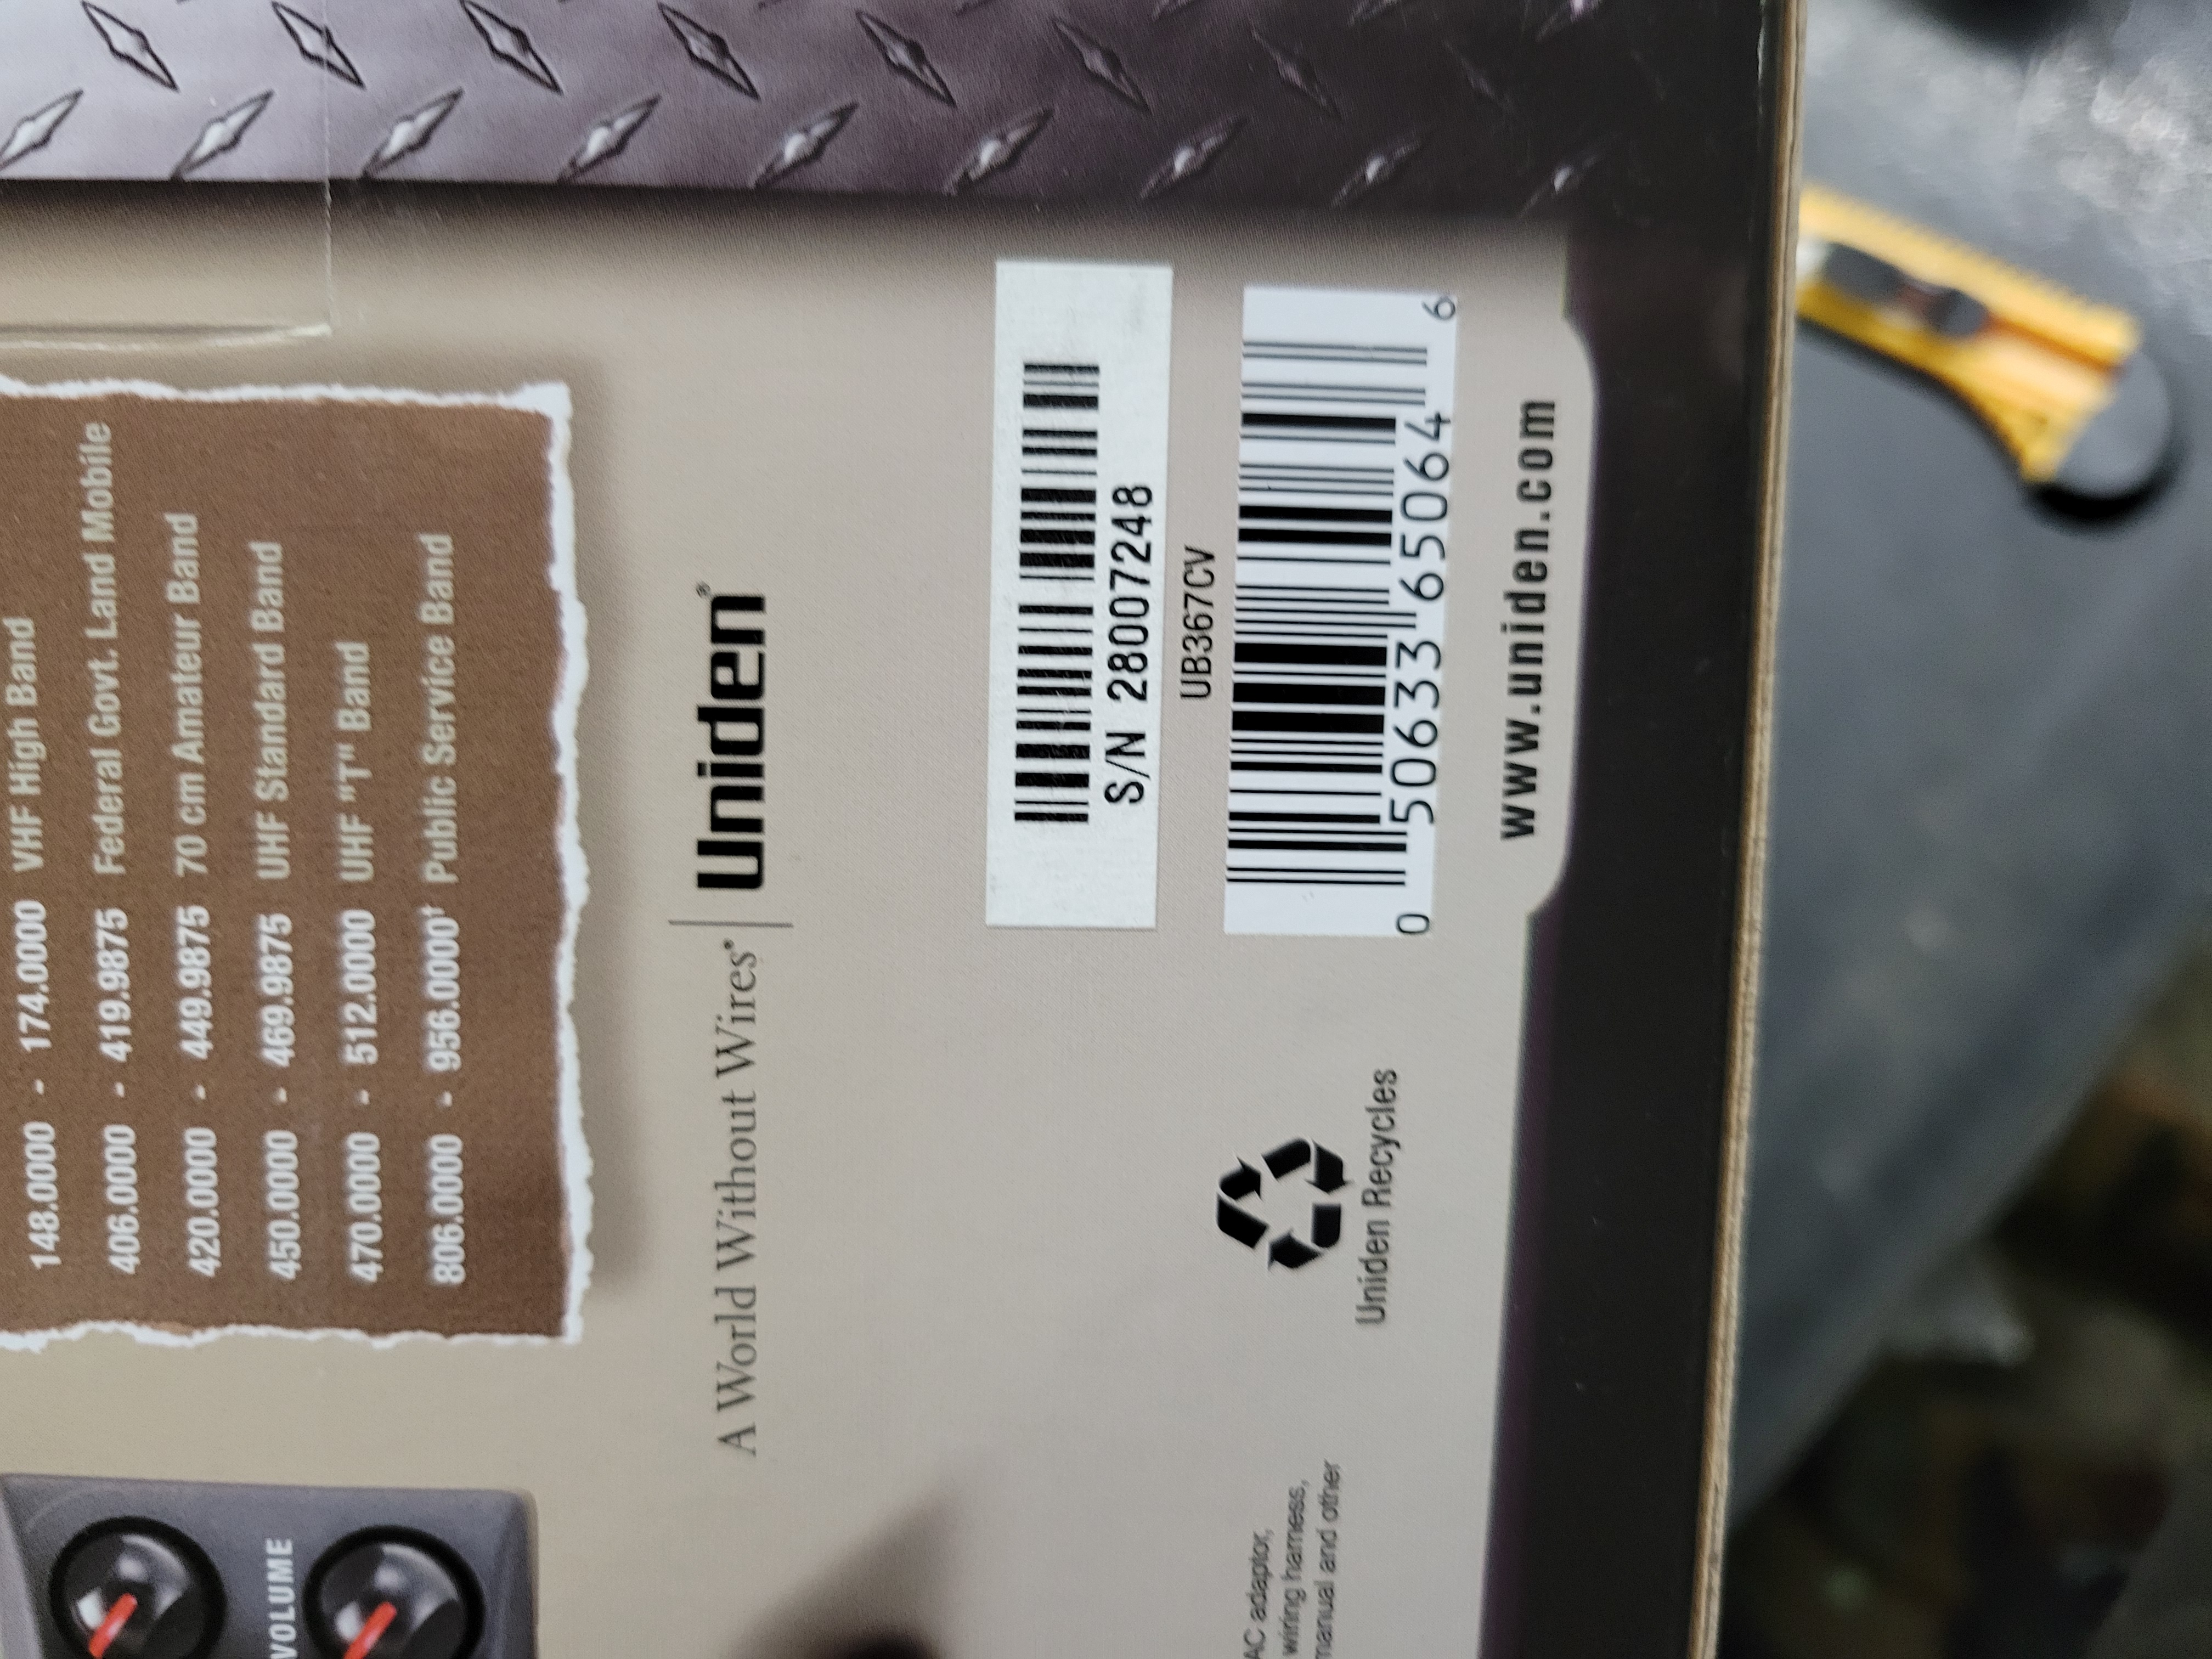 148.0000 - 174.0000 VHF High Band
406.0000 - 419.9875 Federal Govt. Land Mobile
420.0000 - 449.9875 70 cm Amateur Band
450.0000 - 469.9875 UHF Standard Band
470.0000 - 512.0000 UHF "T" Band
806.0000 - 956.0000† Public Service Band
VOLUME
A World Without Wires® | Uniden®
S/N 28007248
UB367CV
0 50633 65064 6
Uniden Recycles
www.uniden.com
AC adaptor,
wiring harness,
manual and other